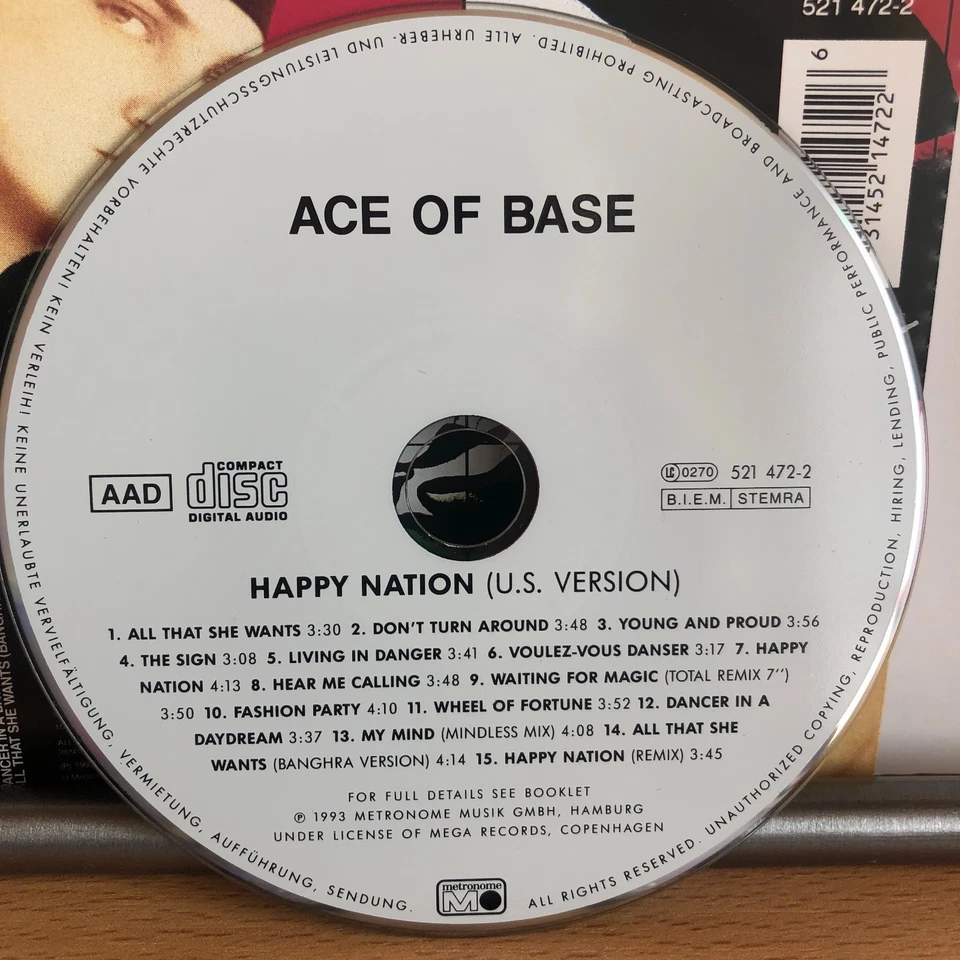 521 472-2
6
31452 14722
ACE OF BASE
AAD
COMPACT
disc
DIGITAL AUDIO
LC 0270 521 472-2
B.I.E.M. STEMRA
HAPPY NATION (U.S. VERSION)
1. ALL THAT SHE WANTS 3:30 2. DON'T TURN AROUND 3:48 3. YOUNG AND PROUD 3:56
4. THE SIGN 3:08 5. LIVING IN DANGER 3:41 6. VOULEZ-VOUS DANSER 3:17 7. HAPPY
NATION 4:13 8. HEAR ME CALLING 3:48 9. WAITING FOR MAGIC (TOTAL REMIX 7'')
3:50 10. FASHION PARTY 4:10 11. WHEEL OF FORTUNE 3:52 12. DANCER IN A
DAYDREAM 3:37 13. MY MIND (MINDLESS MIX) 4:08 14. ALL THAT SHE
WANTS (BANGHRA VERSION) 4:14 15. HAPPY NATION (REMIX) 3:45
FOR FULL DETAILS SEE BOOKLET
℗ 1993 METRONOME MUSIK GMBH, HAMBURG
UNDER LICENSE OF MEGA RECORDS, COPENHAGEN
metronome
ALLE URHEBER- UND LEISTUNGSSCHUTZRECHTE VORBEHALTEN! KEIN VERLEIH! KEINE UNERLAUBTE VERVIELFÄLTIGUNG, VERMIETUNG, AUFFÜHRUNG, SENDUNG.
ALL RIGHTS RESERVED. UNAUTHORIZED COPYING, REPRODUCTION, HIRING, LENDING, PUBLIC PERFORMANCE AND BROADCASTING PROHIBITED.
ALL THAT SHE WANTS (BANGHR